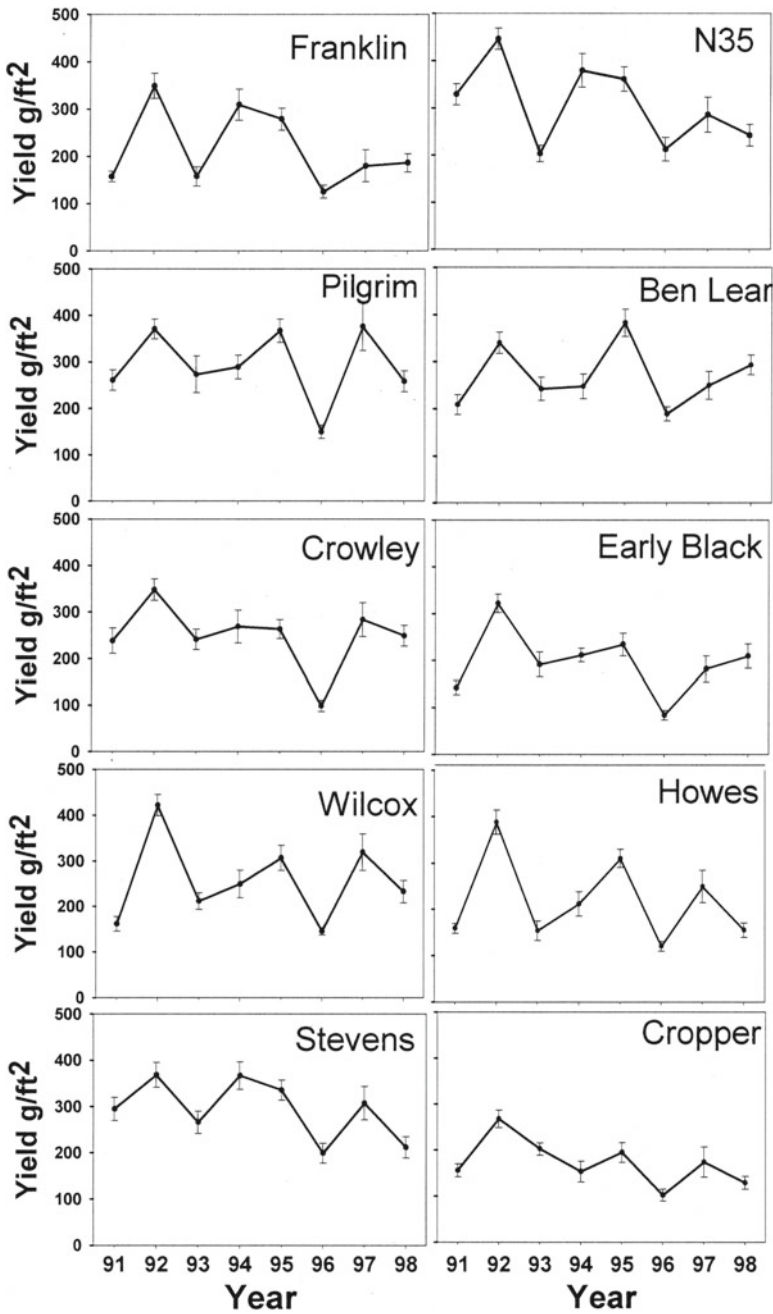 500
400
300
200
100
0
Yield g/ft2
Franklin
N35
500
400
300
200
100
0
Yield g/ft2
Pilgrim
Ben Lear
500
400
300
200
100
0
Yield g/ft2
Crowley
Early Black
500
400
300
200
100
0
Yield g/ft2
Wilcox
Howes
500
400
300
200
100
0
Yield g/ft2
Stevens
Cropper
91 92 93 94 95 96 97 98
91 92 93 94 95 96 97 98
Year
Year